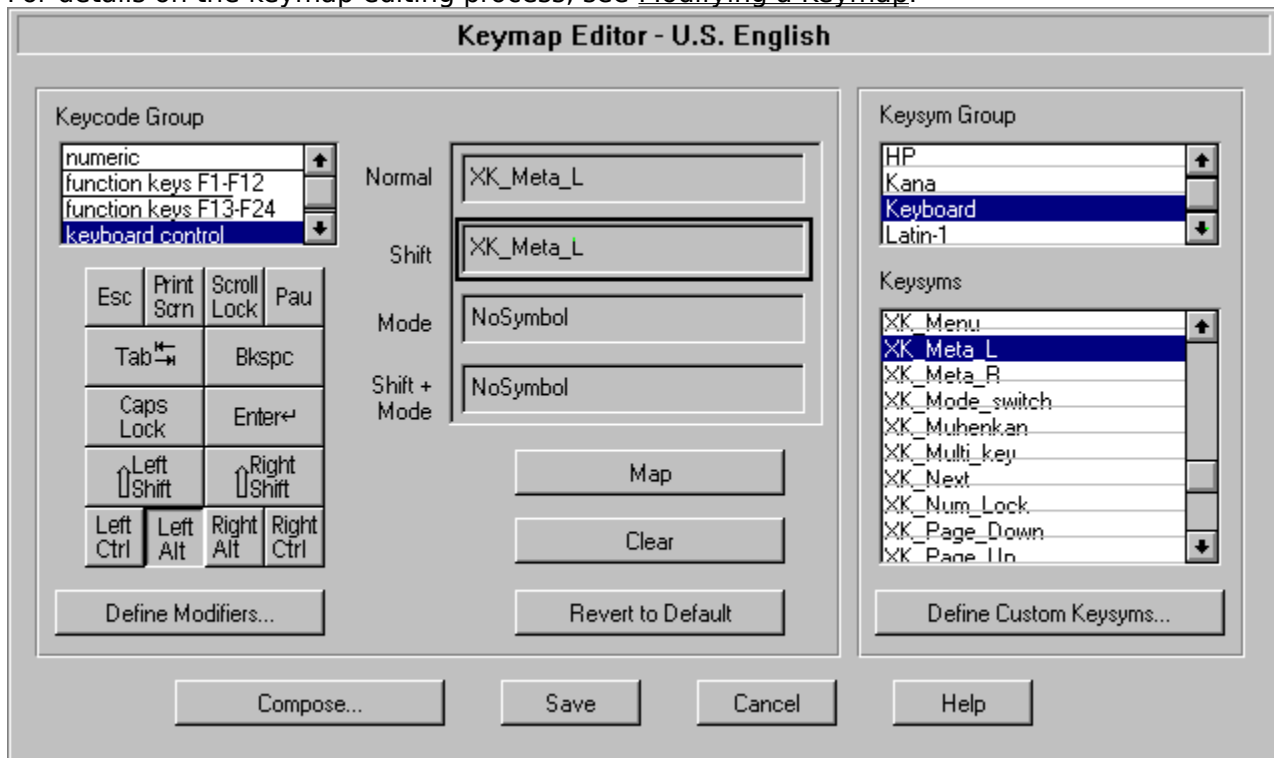 For details on the keymap editing process, see Modifying a Keymap.
Keymap Editor - U.S. English
Keycode Group
numeric
function keys F1-F12
function keys F13-F24
keyboard control
Esc
Print
Scrn
Scroll
Lock
Pau
Tab
Bkspc
Caps
Lock
Enter↵
⇧Left
Shift
⇧Right
Shift
Left
Ctrl
Left
Alt
Right
Alt
Right
Ctrl
Define Modifiers...
Normal
XK_Meta_L
Shift
XK_Meta_L
Mode
NoSymbol
Shift +
Mode
NoSymbol
Map
Clear
Revert to Default
Keysym Group
HP
Kana
Keyboard
Latin-1
Keysyms
XK_Menu
XK_Meta_L
XK_Meta_R
XK_Mode_switch
XK_Muhenkan
XK_Multi_key
XK_Next
XK_Num_Lock
XK_Page_Down
XK_Page_Up
Define Custom Keysyms...
Compose...
Save
Cancel
Help